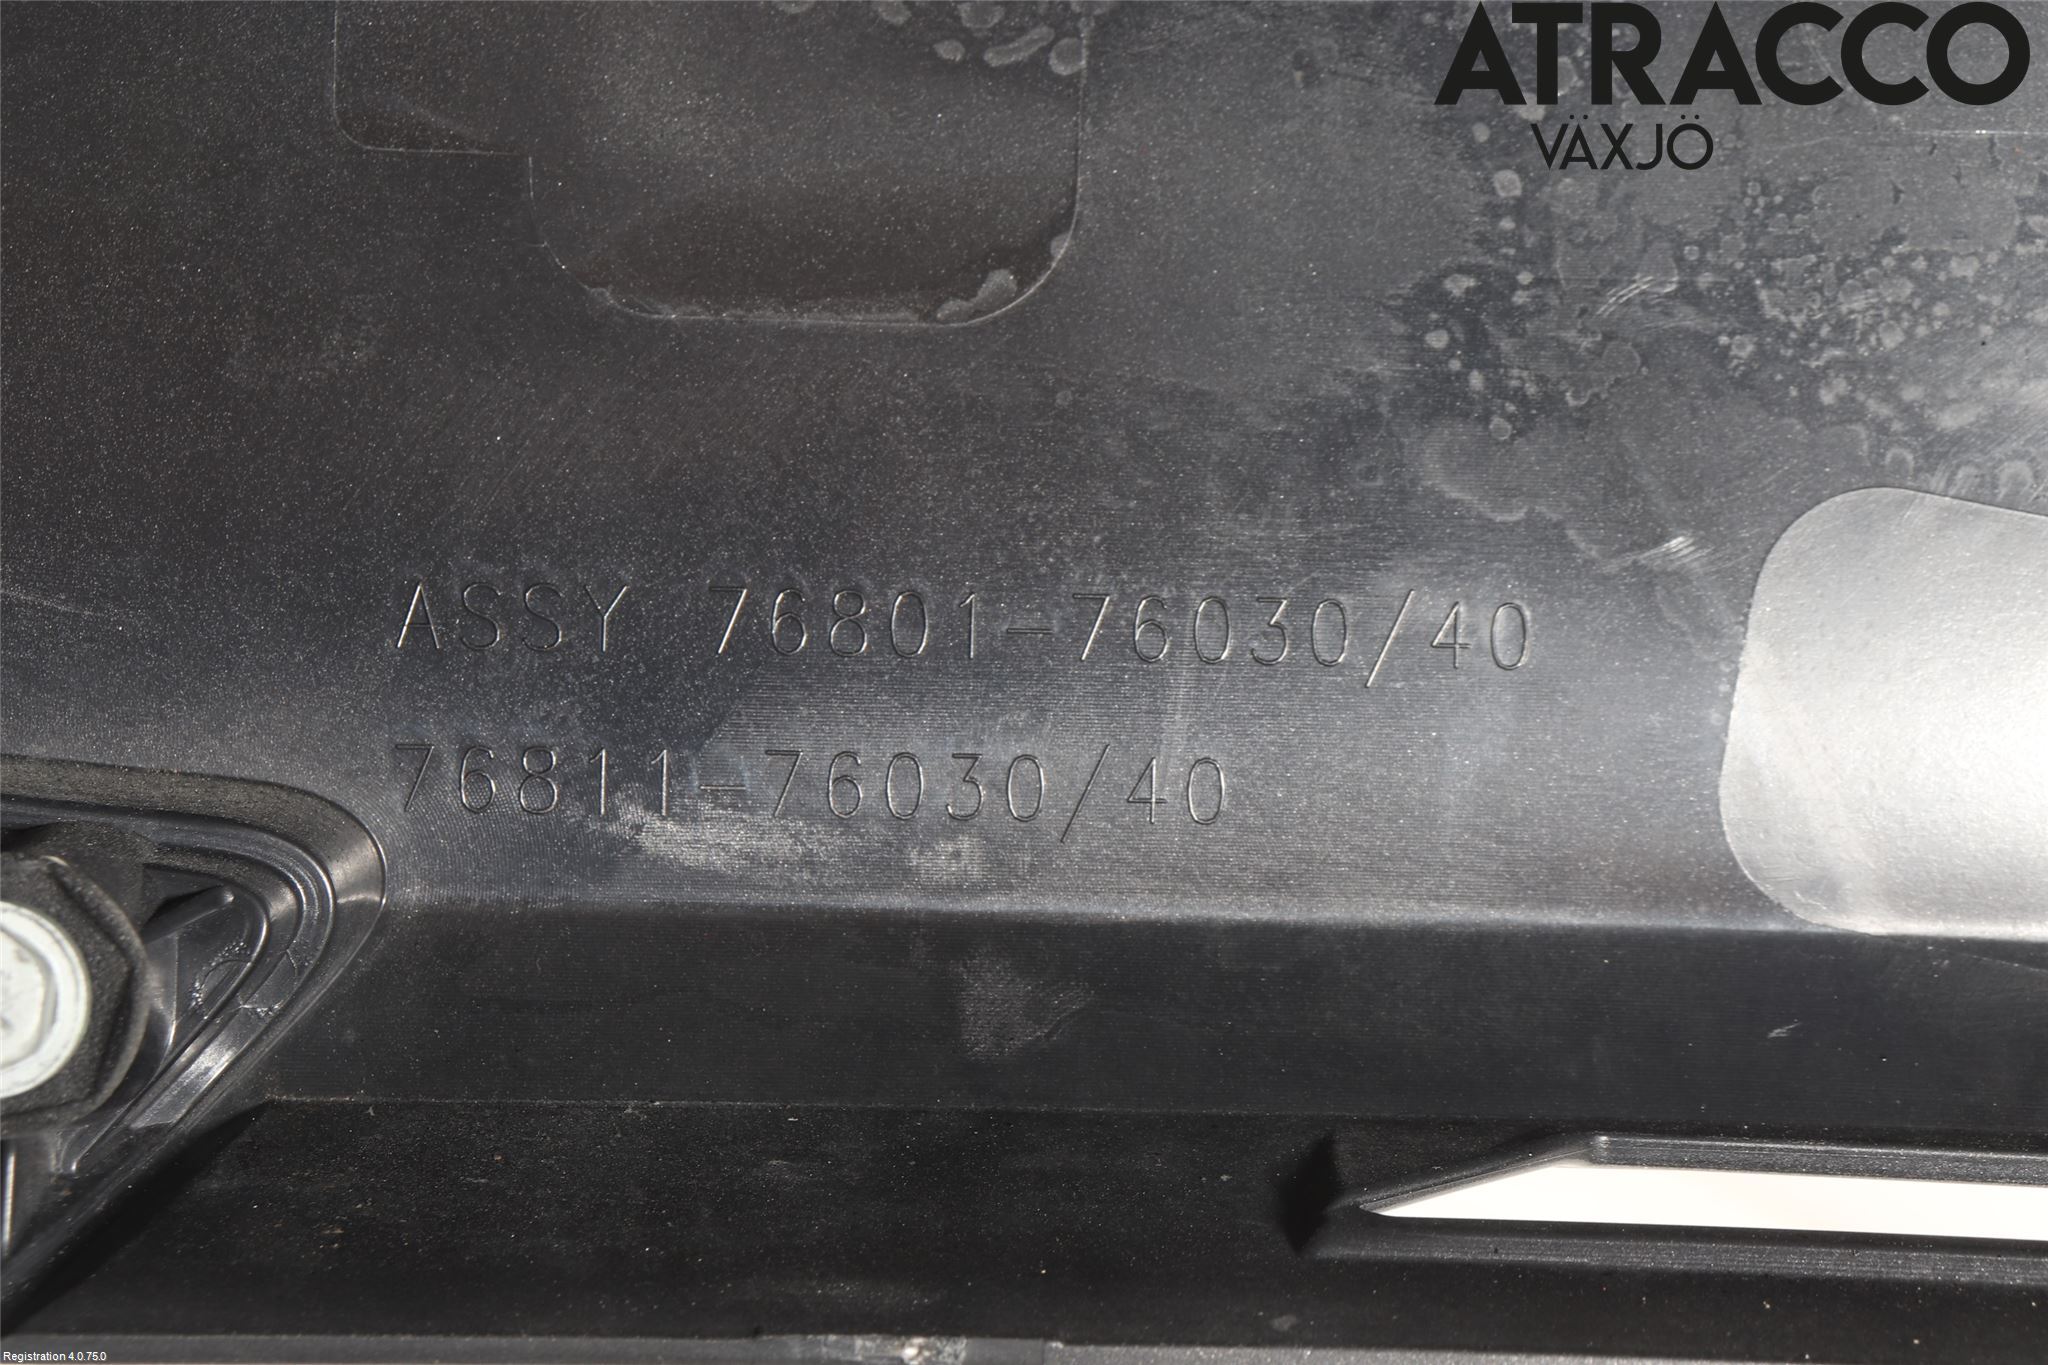 ATRACCO
VÄXJÖ
ASSY 76801-76030/40
76811-76030/40
Registration 4.0.75.0